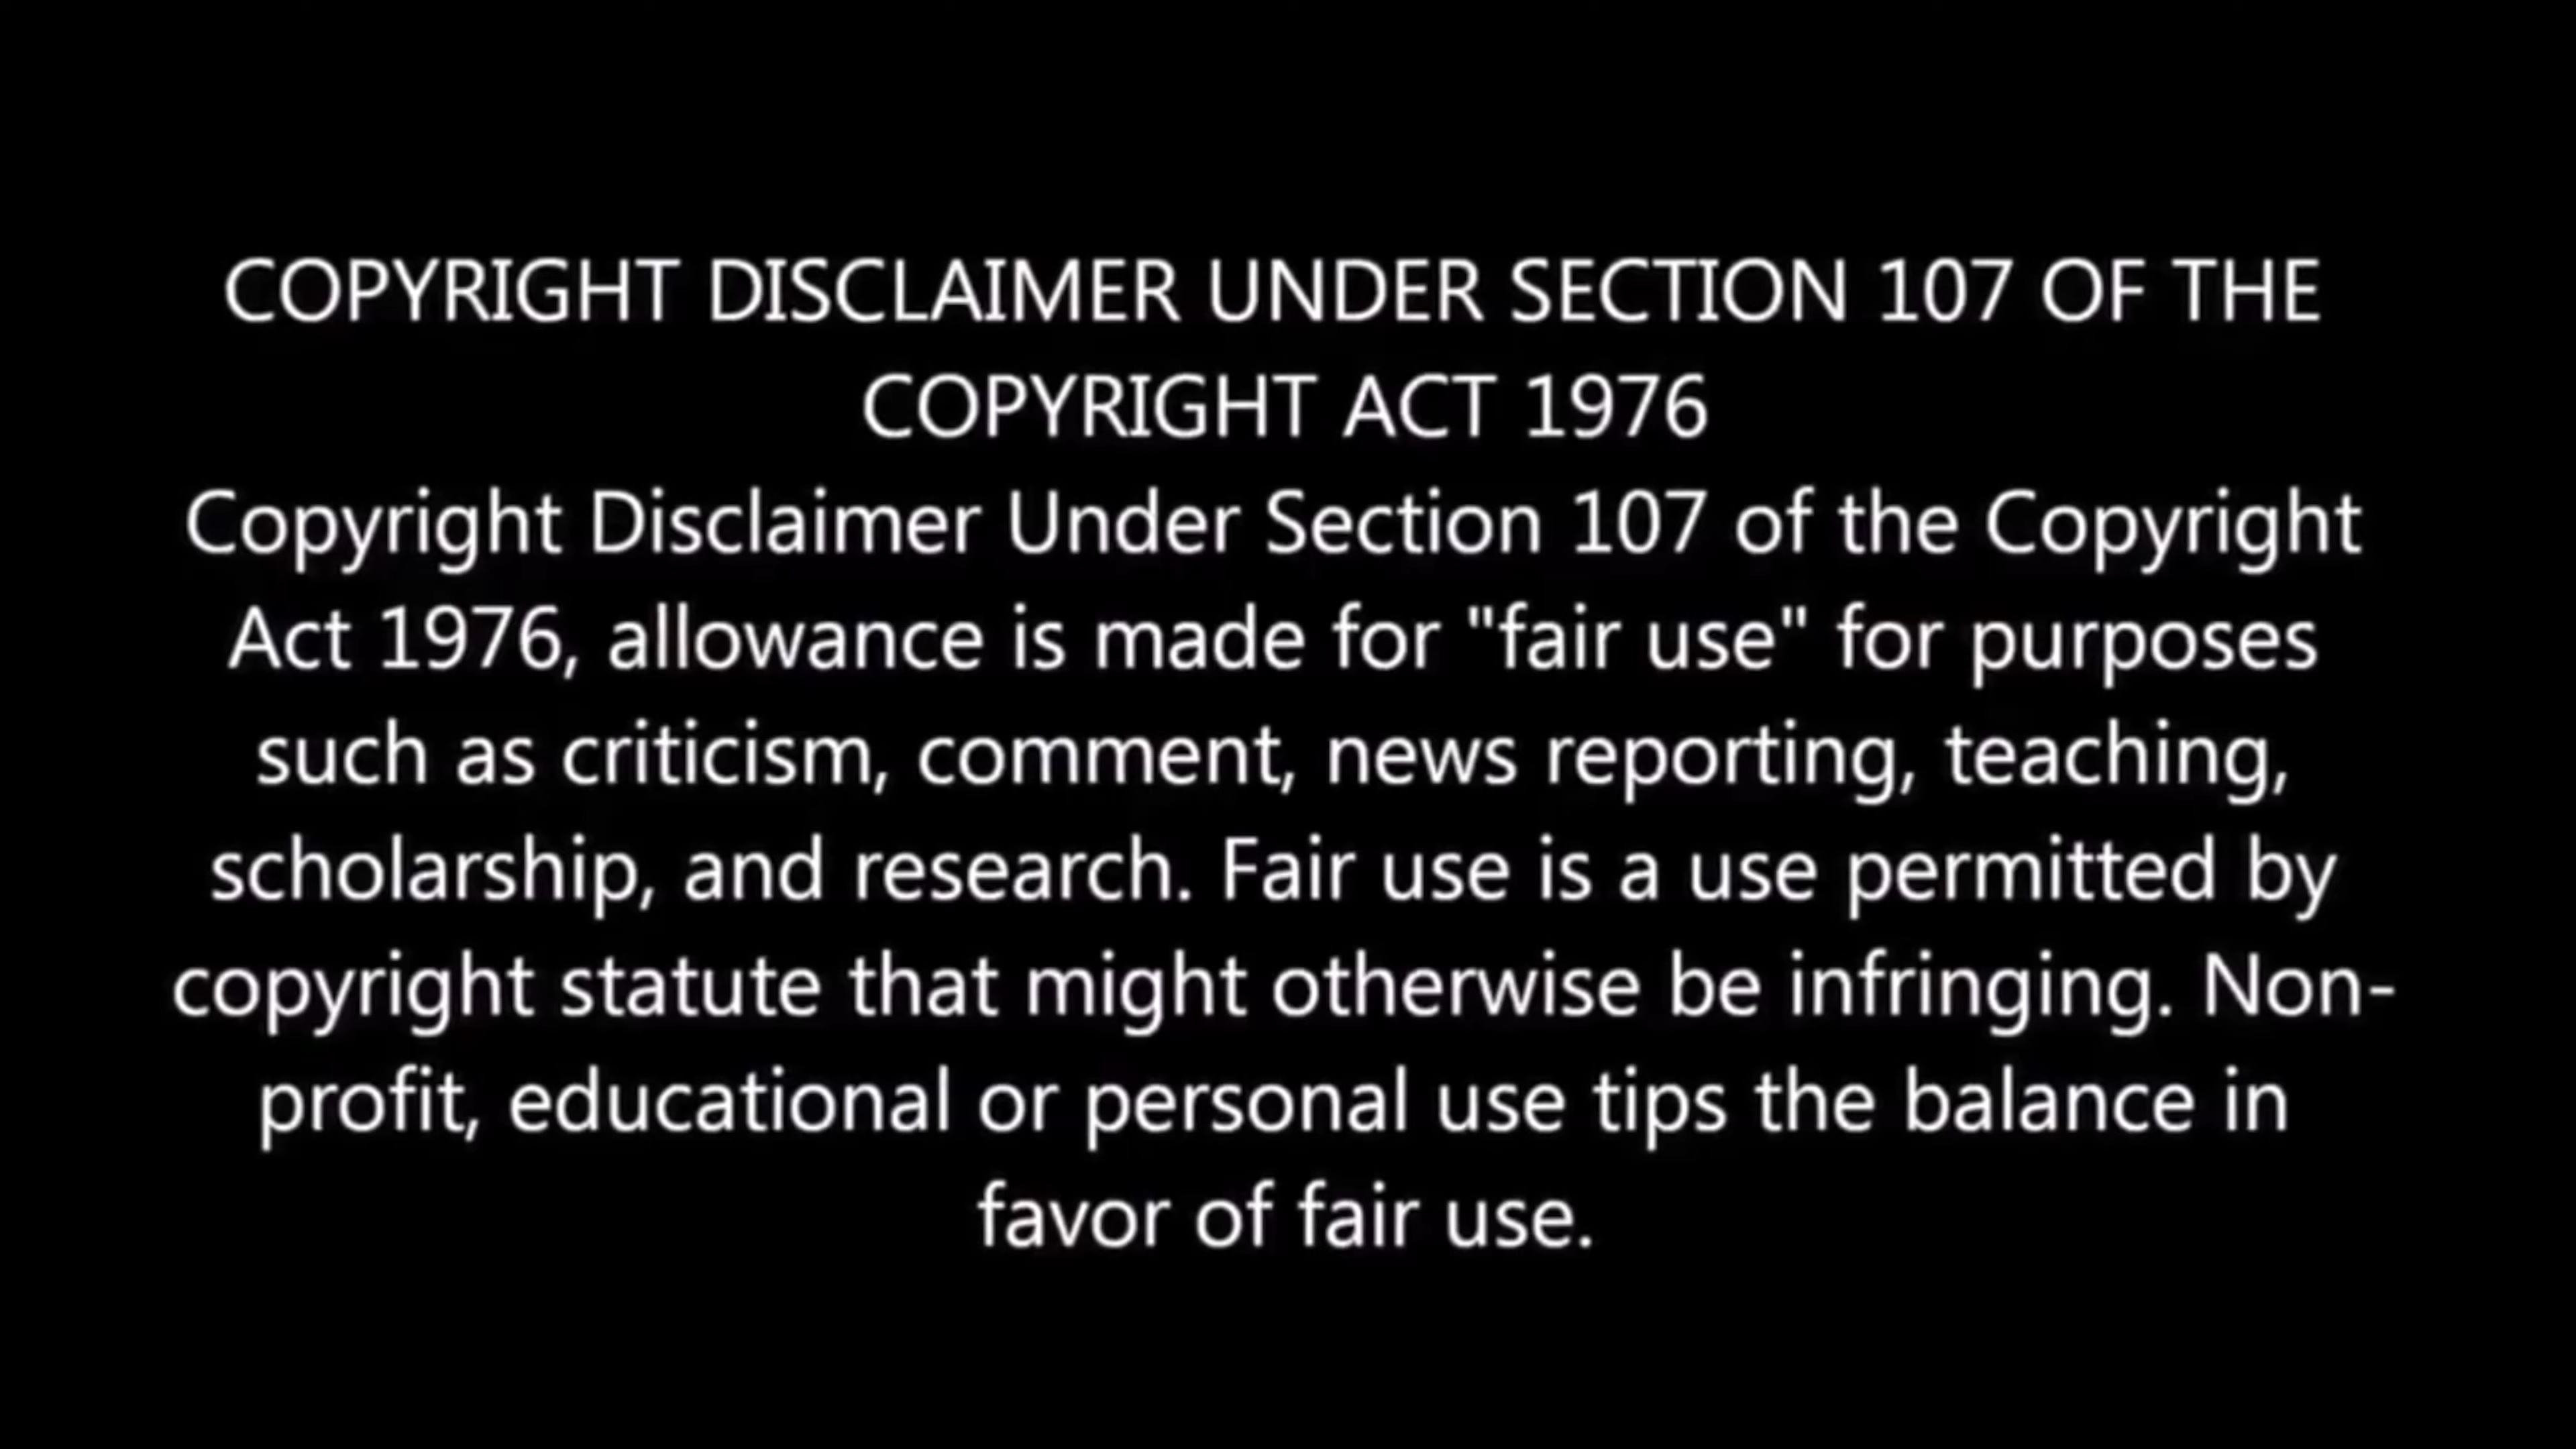 COPYRIGHT DISCLAIMER UNDER SECTION 107 OF THE
COPYRIGHT ACT 1976
Copyright Disclaimer Under Section 107 of the Copyright
Act 1976, allowance is made for "fair use" for purposes
such as criticism, comment, news reporting, teaching,
scholarship, and research. Fair use is a use permitted by
copyright statute that might otherwise be infringing. Non-
profit, educational or personal use tips the balance in
favor of fair use.